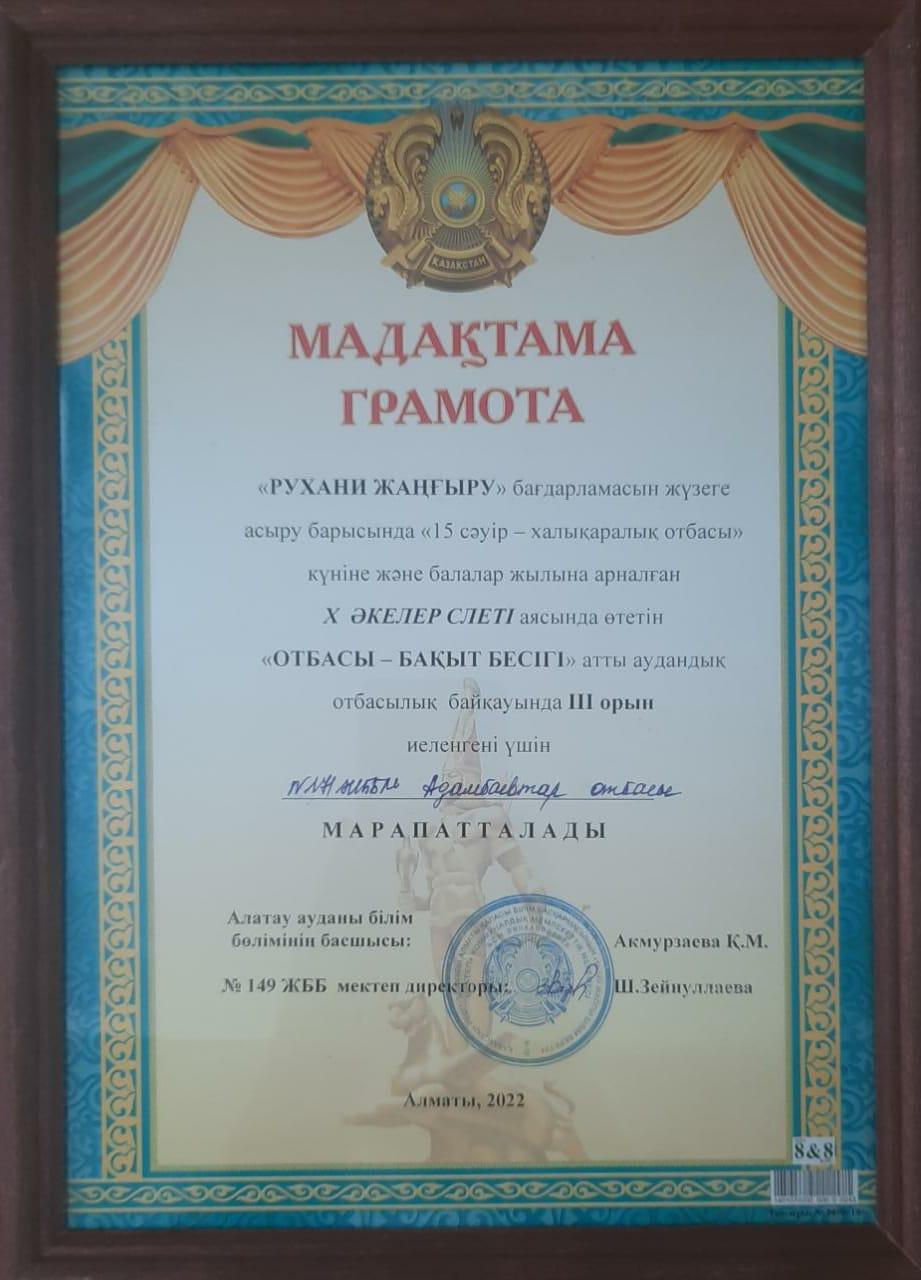 ҚАЗАҚСТАН
МАДАҚТАМА
ГРАМОТА
«РУХАНИ ЖАҢҒЫРУ» бағдарламасын жүзеге
асыру барысында «15 сәуір – халықаралық отбасы»
күніне және балалар жылына арналған
X ӘКЕЛЕР СЛЕТІ аясында өтетін
«ОТБАСЫ – БАҚЫТ БЕСІГІ» атты аудандық
отбасылық байқауында III орын
иеленгені үшін
Адамбаевтар отбасы
МАРАПАТТАЛАДЫ
Алатау ауданы білім
бөлімінің басшысы: Акмурзаева Қ.М.
№ 149 ЖББ мектеп директоры: Ш.Зейнуллаева
Алматы, 2022
8&8